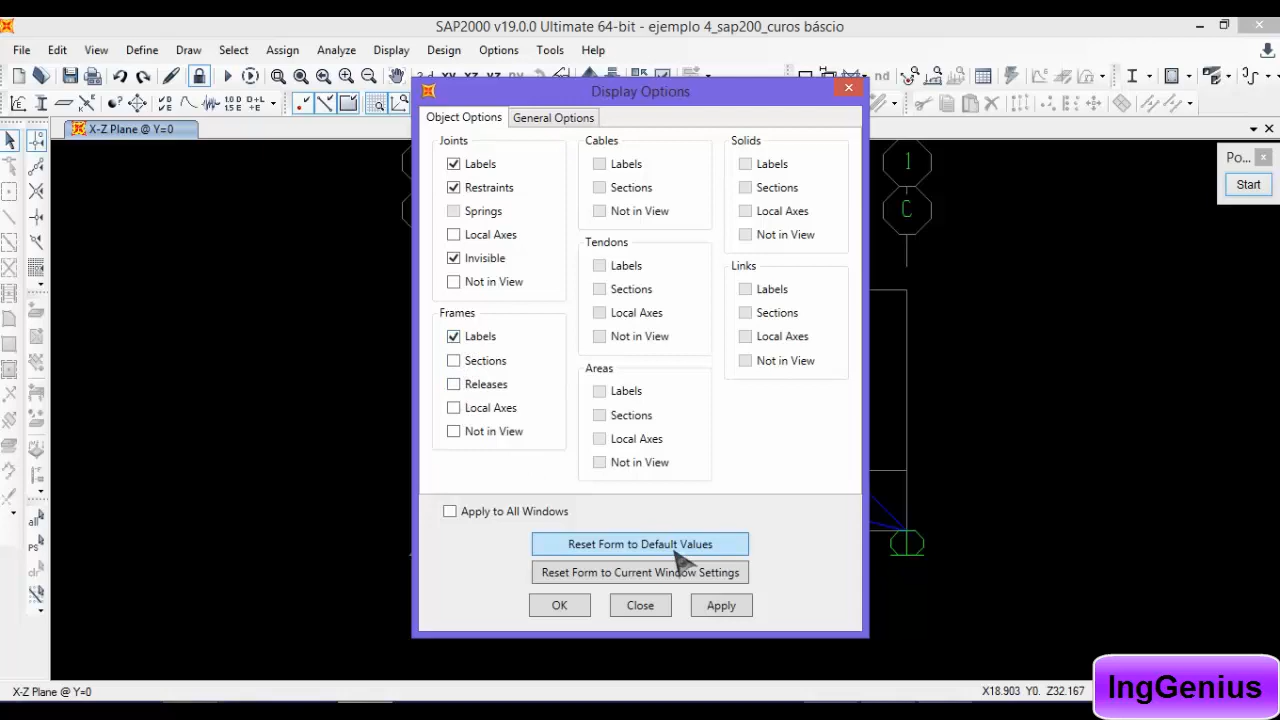 SAP2000 v19.0.0 Ultimate 64-bit - ejemplo 4_sap200_curos báscio
File Edit View Define Draw Select Assign Analyze Display Design Options Tools Help
nd
X-Z Plane @ Y=0
Display Options
Object Options
General Options
Joints
Labels
Restraints
Springs
Local Axes
Invisible
Not in View
Frames
Labels
Sections
Releases
Local Axes
Not in View
Cables
Labels
Sections
Not in View
Tendons
Labels
Sections
Local Axes
Not in View
Areas
Labels
Sections
Local Axes
Not in View
Solids
Labels
Sections
Local Axes
Not in View
Links
Labels
Sections
Local Axes
Not in View
Apply to All Windows
Reset Form to Default Values
Reset Form to Current Window Settings
OK
Close
Apply
1
C
Po...
Start
all
PS
clr
X-Z Plane @ Y=0
X18.903 Y0. Z32.167
IngGenius